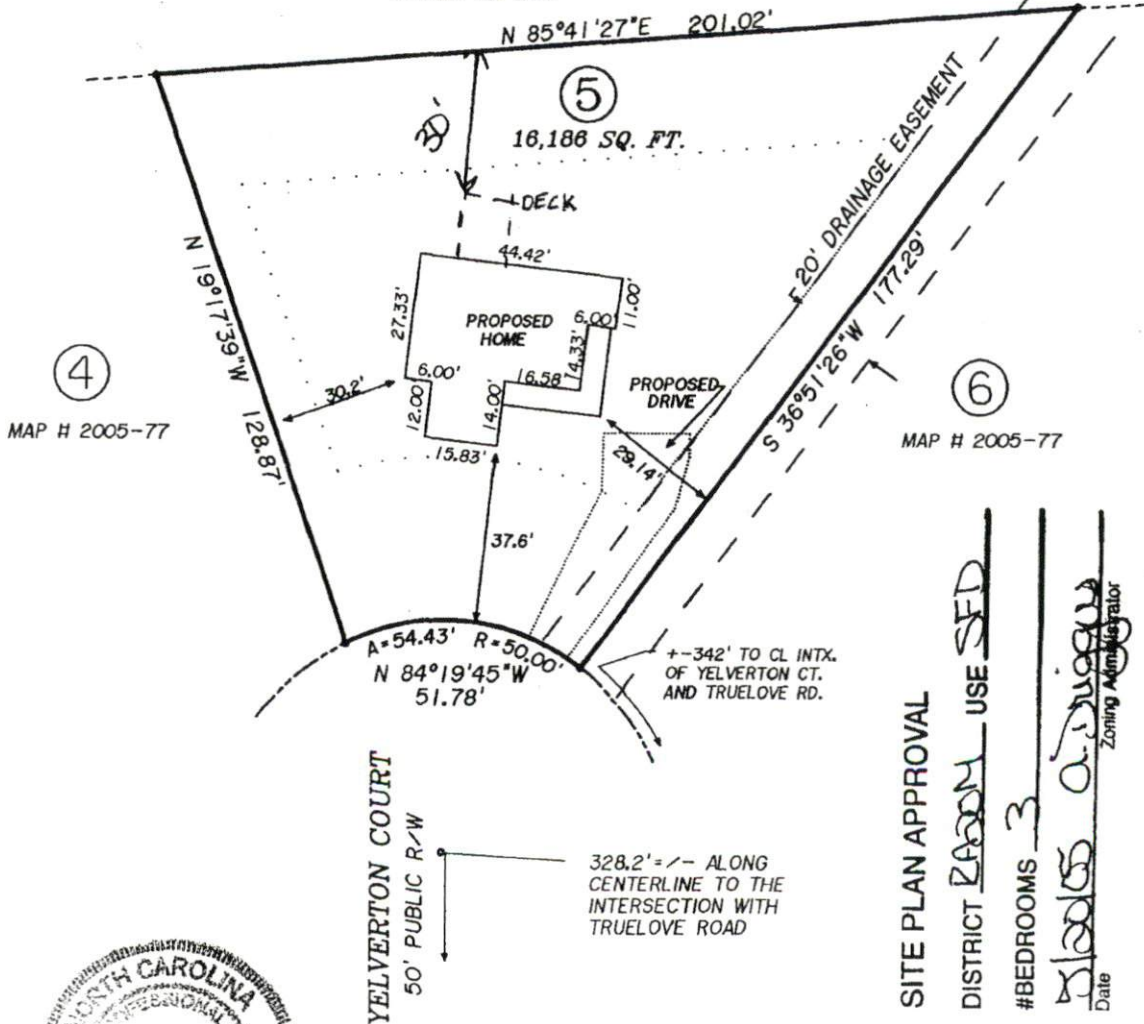 N 85°41'27"E 201.02'
5
16,186 SQ. FT.
30'
DECK
20' DRAINAGE EASEMENT
44.42'
27.33'
PROPOSED
HOME
6.00'
11.00'
14.33'
16.58'
6.00'
12.00'
14.00'
15.83'
30.2'
N 19°17'39"W 128.87'
4
MAP # 2005-77
PROPOSED
DRIVE
29.14'
S 36°51'26"W 177.29'
6
MAP # 2005-77
37.6'
A=54.43' R=50.00'
N 84°19'45"W
51.78'
+-342' TO CL INTX.
OF YELVERTON CT.
AND TRUELOVE RD.
YELVERTON COURT
50' PUBLIC R/W
328.2'=/- ALONG
CENTERLINE TO THE
INTERSECTION WITH
TRUELOVE ROAD
SITE PLAN APPROVAL
DISTRICT RA20M USE SFD
#BEDROOMS 3
Date
Zoning Administrator
NORTH CAROLINA
PROFESSIONAL